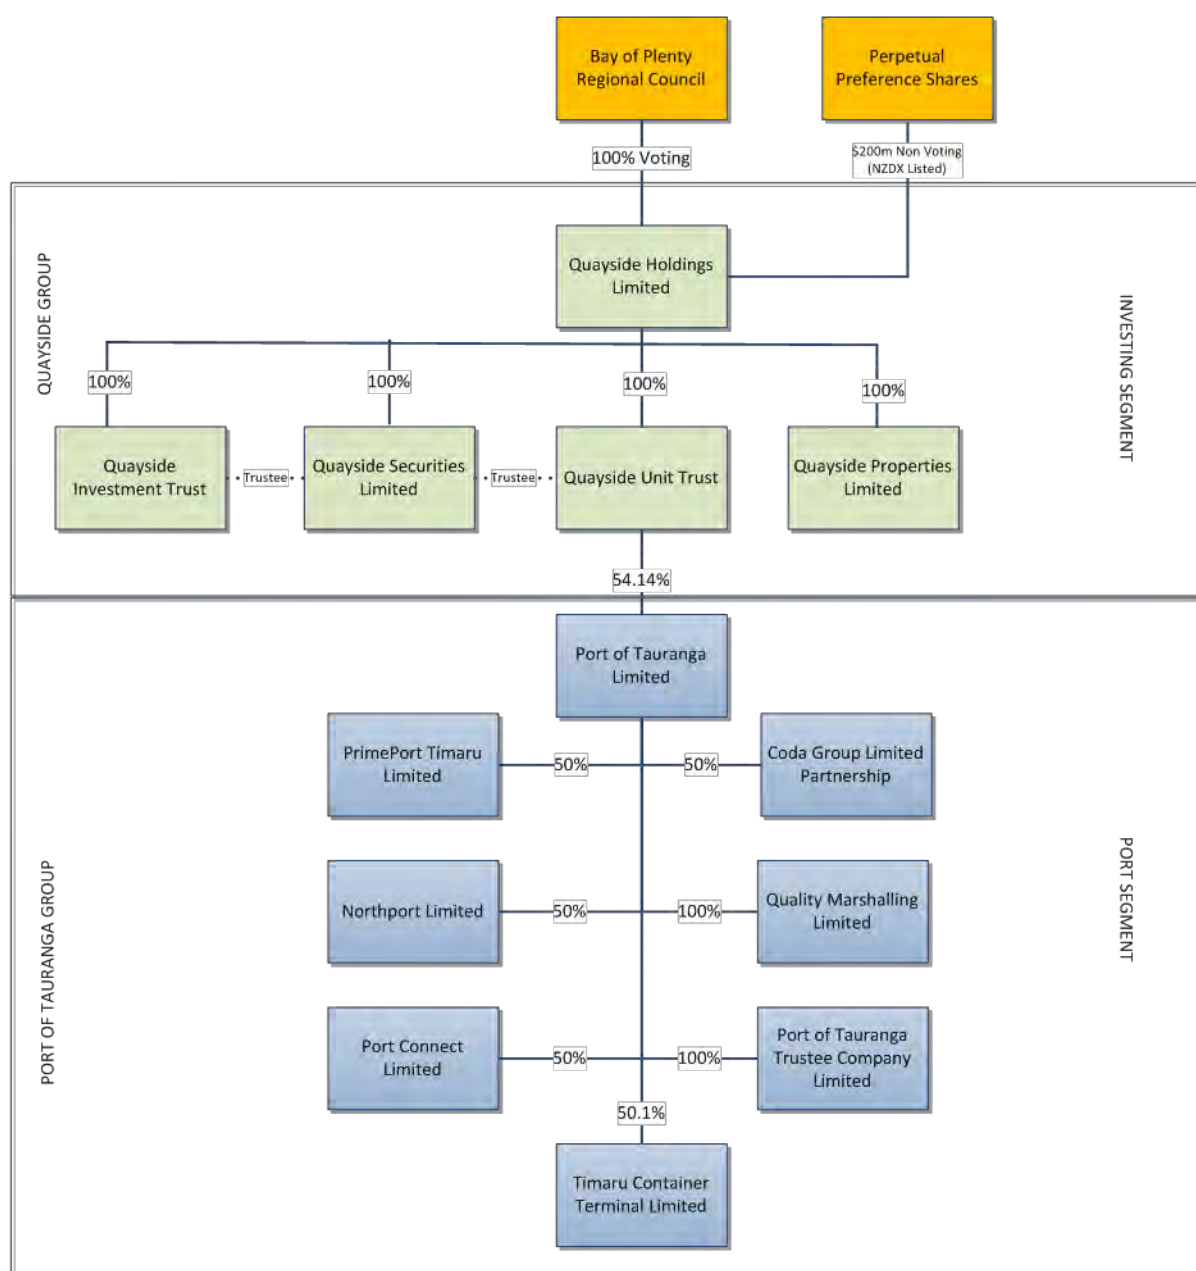 Bay of Plenty
Regional Council
Perpetual
Preference Shares
100% Voting
$200m Non Voting
(NZDX Listed)
QUAYSIDE GROUP
INVESTING SEGMENT
Quayside Holdings
Limited
100%
100%
100%
100%
Quayside
Investment Trust
Trustee
Quayside Securities
Limited
Trustee
Quayside Unit Trust
Quayside Properties
Limited
54.14%
PORT OF TAURANGA GROUP
PORT SEGMENT
Port of Tauranga
Limited
PrimePort Timaru
Limited
50%
50%
Coda Group Limited
Partnership
Northport Limited
50%
100%
Quality Marshalling
Limited
Port Connect
Limited
50%
100%
Port of Tauranga
Trustee Company
Limited
50.1%
Timaru Container
Terminal Limited